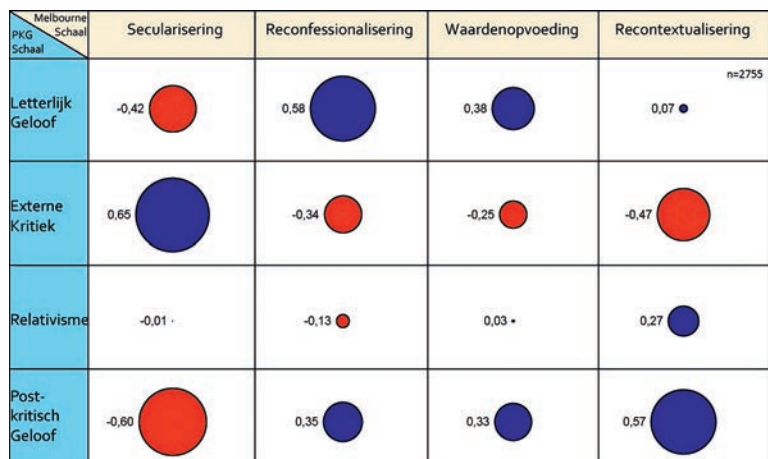 Melbourne
Schaal
PKG
Schaal
Secularisering
Reconfessionalisering
Waardenopvoeding
Recontextualisering
n=2755
Letterlijk
Geloof
-0,42
0,58
0,38
0,07
Externe
Kritiek
0,65
-0,34
-0,25
-0,47
Relativisme
-0,01
-0,13
0,03
0,27
Post-
kritisch
Geloof
-0,60
0,35
0,33
0,57